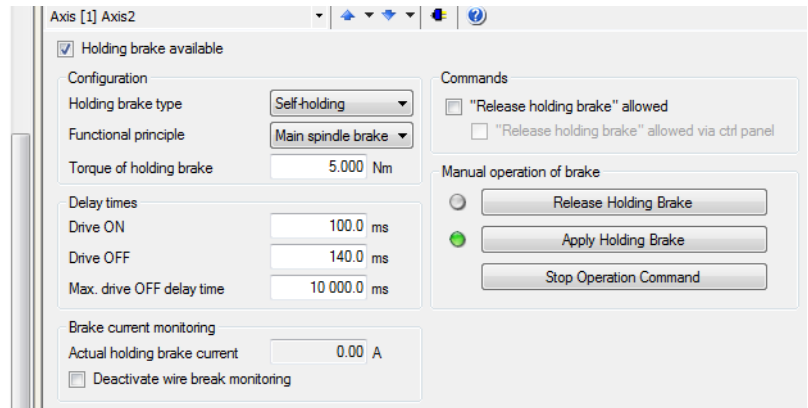 Axis [1] Axis2
Holding brake available
Configuration
Holding brake type Self-holding
Functional principle Main spindle brake
Torque of holding brake 5.000 Nm
Delay times
Drive ON 100.0 ms
Drive OFF 140.0 ms
Max. drive OFF delay time 10 000.0 ms
Brake current monitoring
Actual holding brake current 0.00 A
Deactivate wire break monitoring
Commands
"Release holding brake" allowed
"Release holding brake" allowed via ctrl panel
Manual operation of brake
Release Holding Brake
Apply Holding Brake
Stop Operation Command